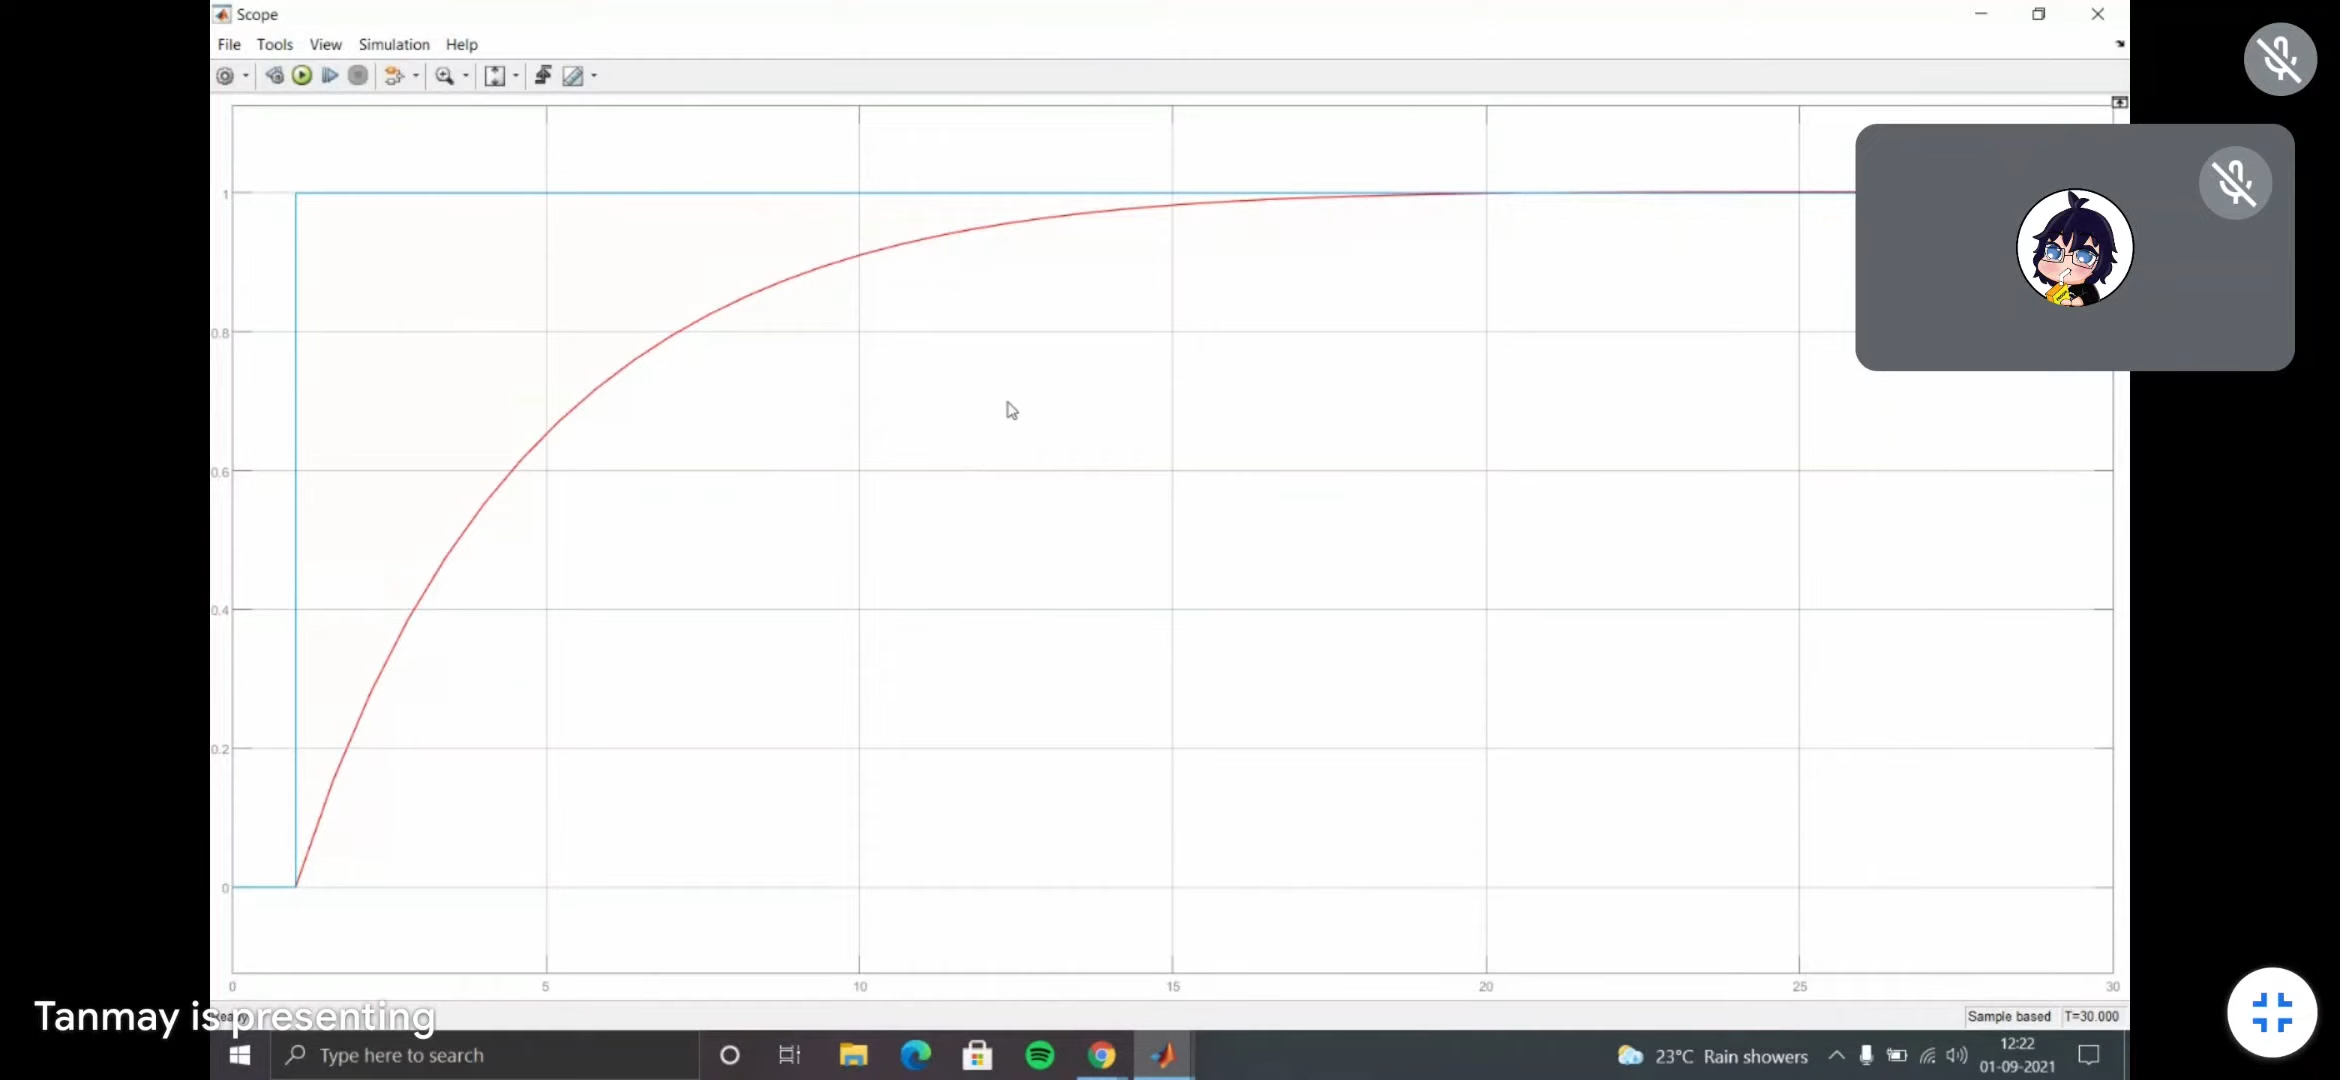 Scope
File Tools View Simulation Help
1
0.8
0.6
0.4
0.2
0
0 5 10 15 20 25 30
Tanmay is presenting
Ready
Sample based T=30.000
Type here to search
23°C Rain showers
12:22
01-09-2021